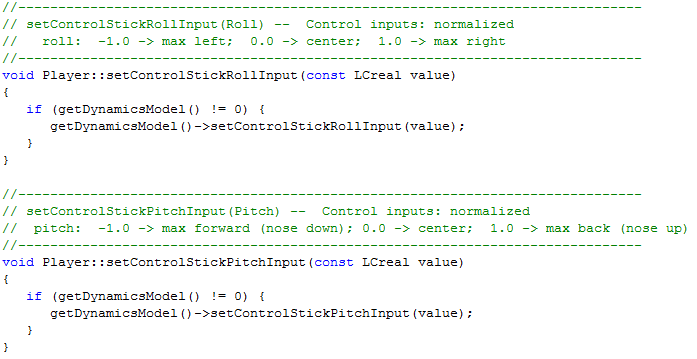 //------------------------------------------------------------------------------
// setControlStickRollInput(Roll) --  Control inputs: normalized
//   roll:  -1.0 -> max left;  0.0 -> center;  1.0 -> max right
//------------------------------------------------------------------------------
void Player::setControlStickRollInput(const LCreal value)
{
   if (getDynamicsModel() != 0) {
      getDynamicsModel()->setControlStickRollInput(value);
   }
}
//------------------------------------------------------------------------------
// setControlStickPitchInput(Pitch) --  Control inputs: normalized
//  pitch:  -1.0 -> max forward (nose down); 0.0 -> center;  1.0 -> max back (nose up)
//------------------------------------------------------------------------------
void Player::setControlStickPitchInput(const LCreal value)
{
   if (getDynamicsModel() != 0) {
      getDynamicsModel()->setControlStickPitchInput(value);
   }
}